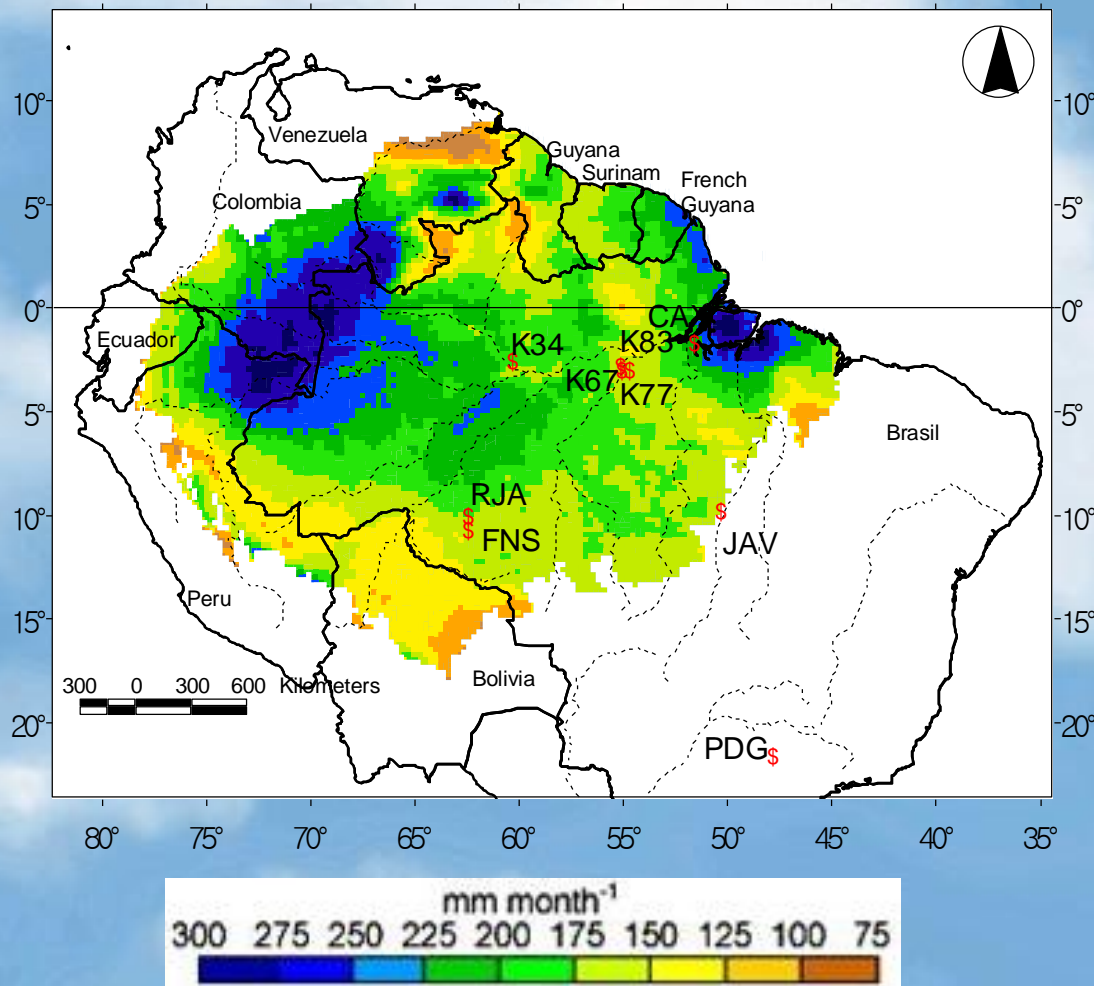 10° 10°
Venezuela
Guyana
Surinam
French
Guyana
Colombia
5° 5°
0° 0°
CAX
Ecuador
K34
K83
K67
K77
5° 5°
Brasil
RJA
10° 10°
FNS
JAV
Peru
15° 15°
Bolivia
300 0 300 600 Kilometers
20° 20°
PDG
80° 75° 70° 65° 60° 55° 50° 45° 40° 35°
mm month-1
300 275 250 225 200 175 150 125 100 75